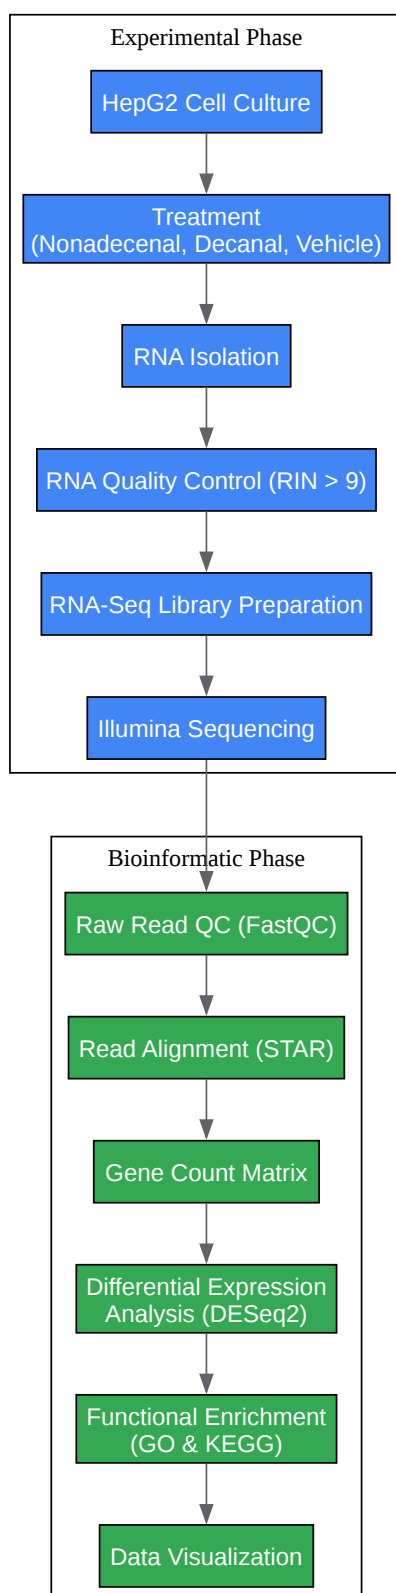 Experimental Phase
HepG2 Cell Culture
Treatment
(Nonadecenal, Decanal, Vehicle)
RNA Isolation
RNA Quality Control (RIN > 9)
RNA-Seq Library Preparation
Illumina Sequencing
Bioinformatic Phase
Raw Read QC (FastQC)
Read Alignment (STAR)
Gene Count Matrix
Differential Expression
Analysis (DESeq2)
Functional Enrichment
(GO & KEGG)
Data Visualization